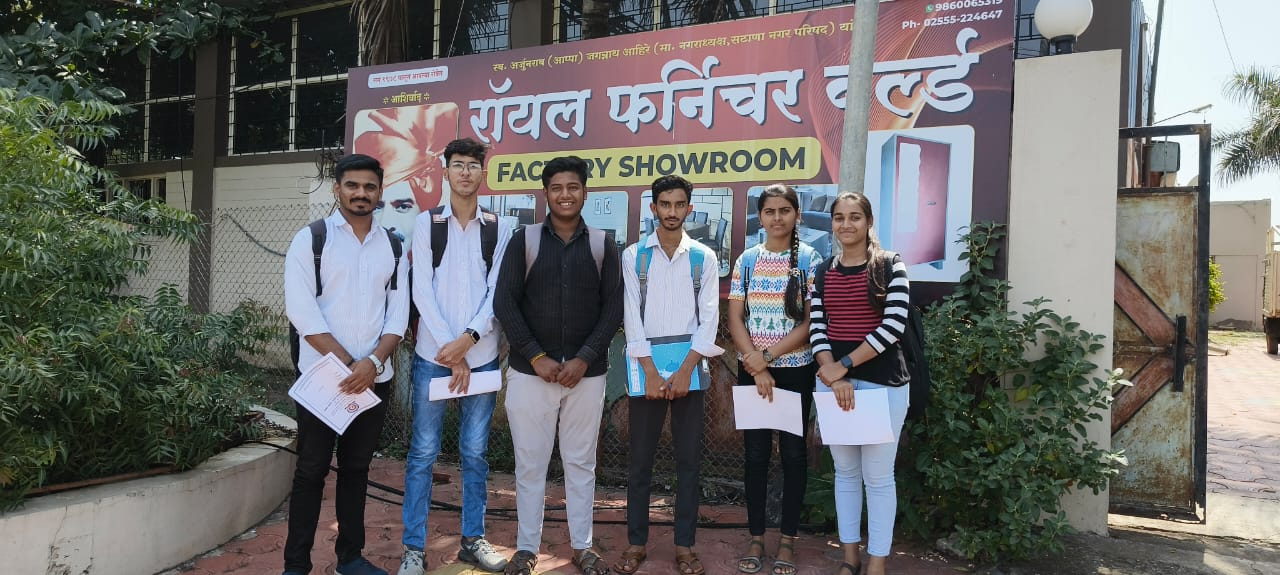 9860065319
Ph- 02555-224647
स्व. अर्जुनराव (आप्पा) जगन्नाथ आहिरे (मा. नगराध्यक्ष, सटाणा नगर परिषद) यां
आशिर्वाद
रॉयल फर्निचर वर्ल्ड
FACTORY SHOWROOM